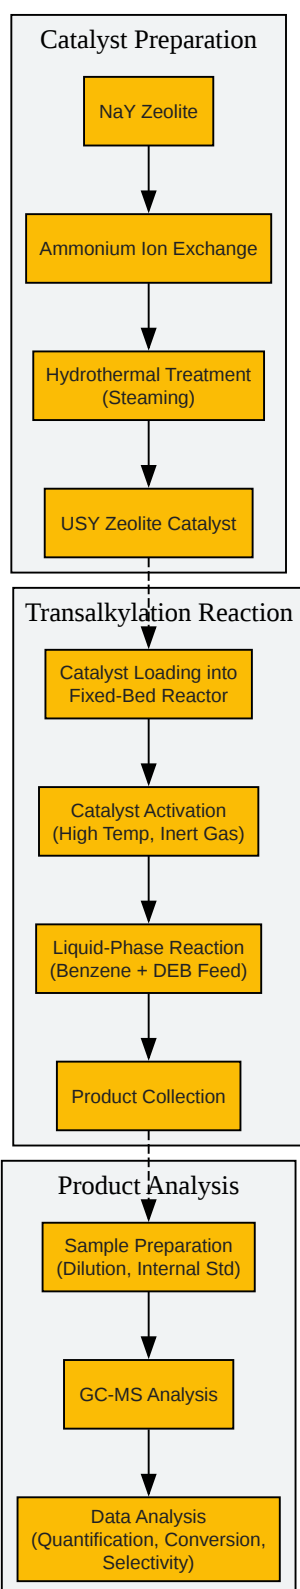 Catalyst Preparation
NaY Zeolite
Ammonium Ion Exchange
Hydrothermal Treatment
(Steaming)
USY Zeolite Catalyst
Transalkylation Reaction
Catalyst Loading into
Fixed-Bed Reactor
Catalyst Activation
(High Temp, Inert Gas)
Liquid-Phase Reaction
(Benzene + DEB Feed)
Product Collection
Product Analysis
Sample Preparation
(Dilution, Internal Std)
GC-MS Analysis
Data Analysis
(Quantification, Conversion,
Selectivity)